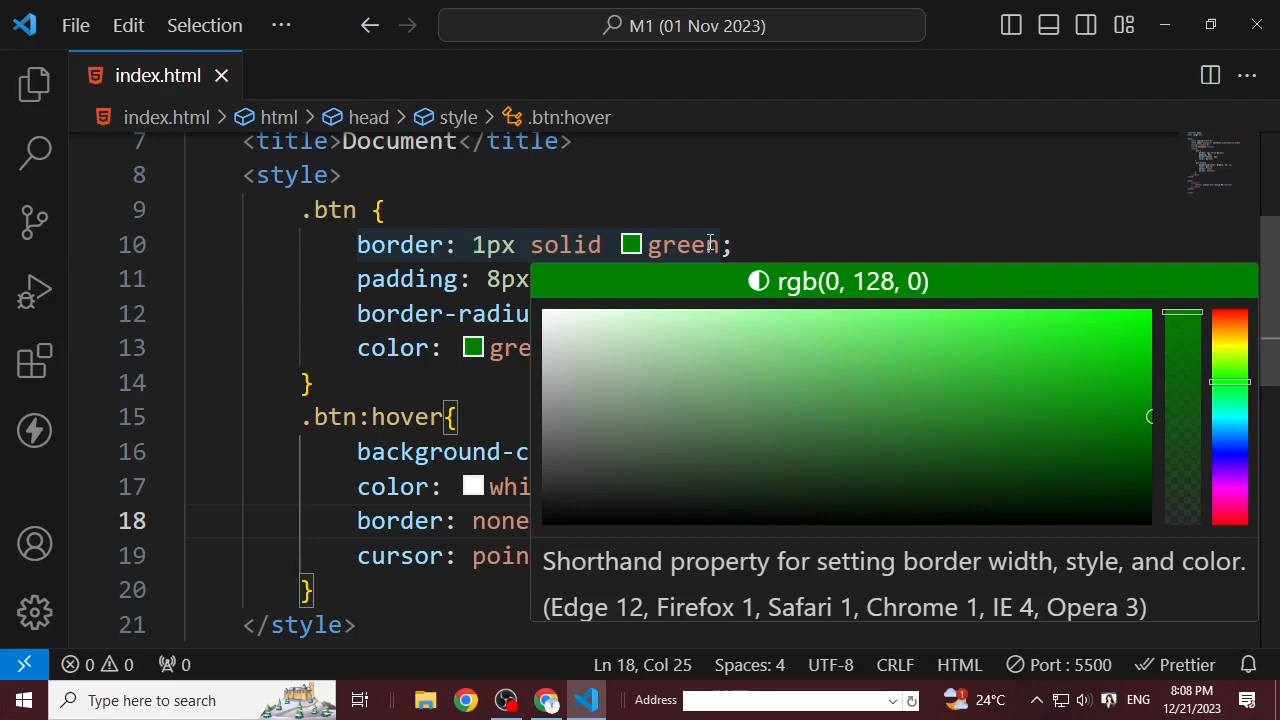 File Edit Selection ··· M1 (01 Nov 2023)
index.html
index.html > html > head > style > .btn:hover
7 <title>Document</title>
8 <style>
9 .btn {
10 border: 1px solid green;
11 padding: 8px
12 border-radiu
13 color: gre
14 }
15 .btn:hover{
16 background-c
17 color: whi
18 border: none
19 cursor: poin
20 }
21 </style>
rgb(0, 128, 0)
Shorthand property for setting border width, style, and color.
(Edge 12, Firefox 1, Safari 1, Chrome 1, IE 4, Opera 3)
0 0 0 Ln 18, Col 25 Spaces: 4 UTF-8 CRLF HTML Port : 5500 Prettier
Type here to search Address 1 24°C ENG 8:08 PM
12/21/2023